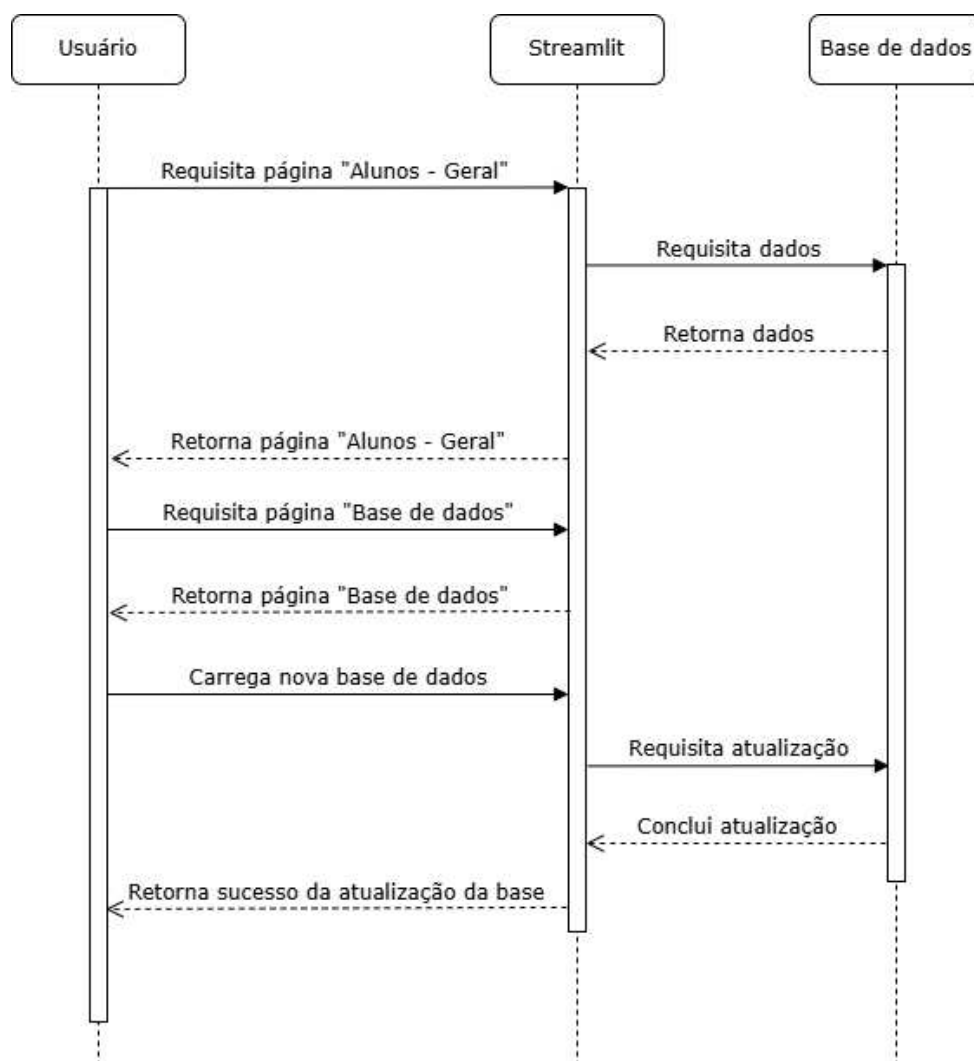 Usuário
Streamlit
Base de dados
Requisita página "Alunos - Geral"
Requisita dados
Retorna dados
Retorna página "Alunos - Geral"
Requisita página "Base de dados"
Retorna página "Base de dados"
Carrega nova base de dados
Requisita atualização
Conclui atualização
Retorna sucesso da atualização da base